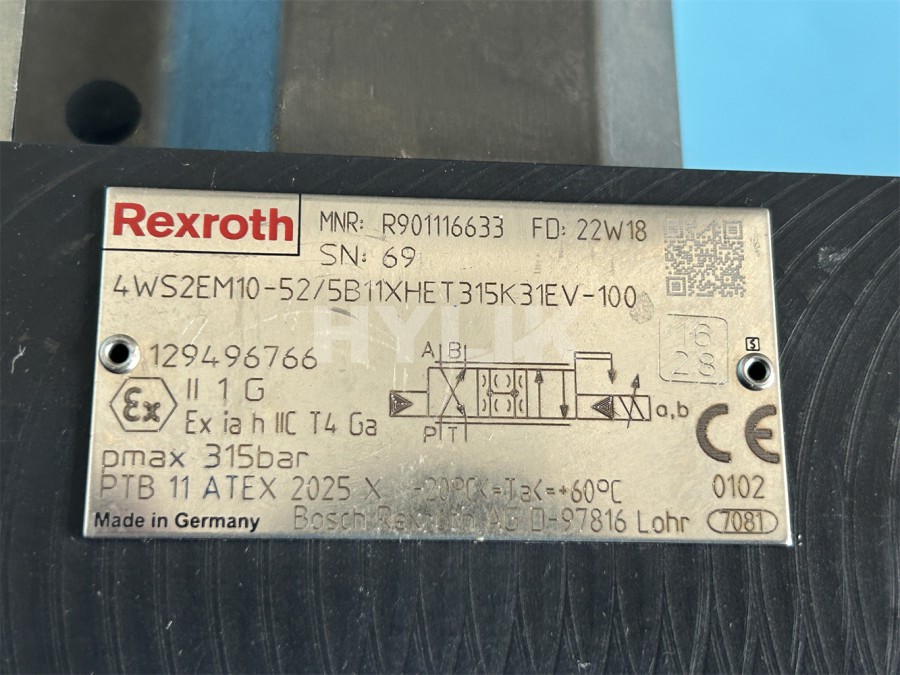 Rexroth
MNR: R901116633 FD: 22W18
SN: 69
4WS2EM10-52/5B11XHET315K31EV-100
HYLIK
129496766
16
28
S
A B
P T
a,b
Ex
II 1 G
Ex ia h IIC T4 Ga
CE
pmax 315bar
PTB 11 ATEX 2025 X -20°C<=Ta<=+60°C 0102
Made in Germany Bosch Rexroth AG D-97816 Lohr 7081